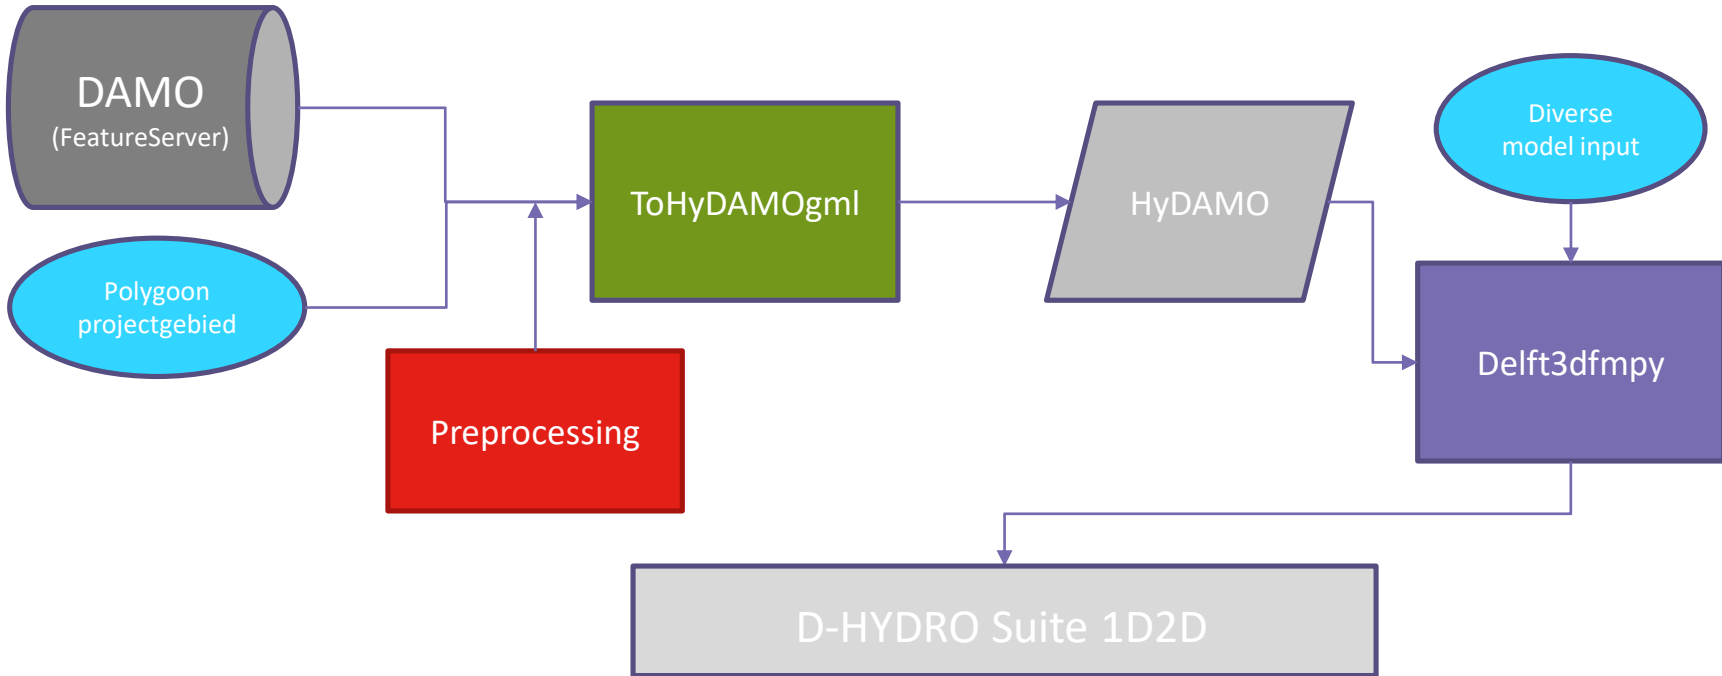 DAMO
(FeatureServer)
Polygoon
projectgebied
Preprocessing
ToHyDAMOgml
HyDAMO
Diverse
model input
Delft3dfmpy
D-HYDRO Suite 1D2D